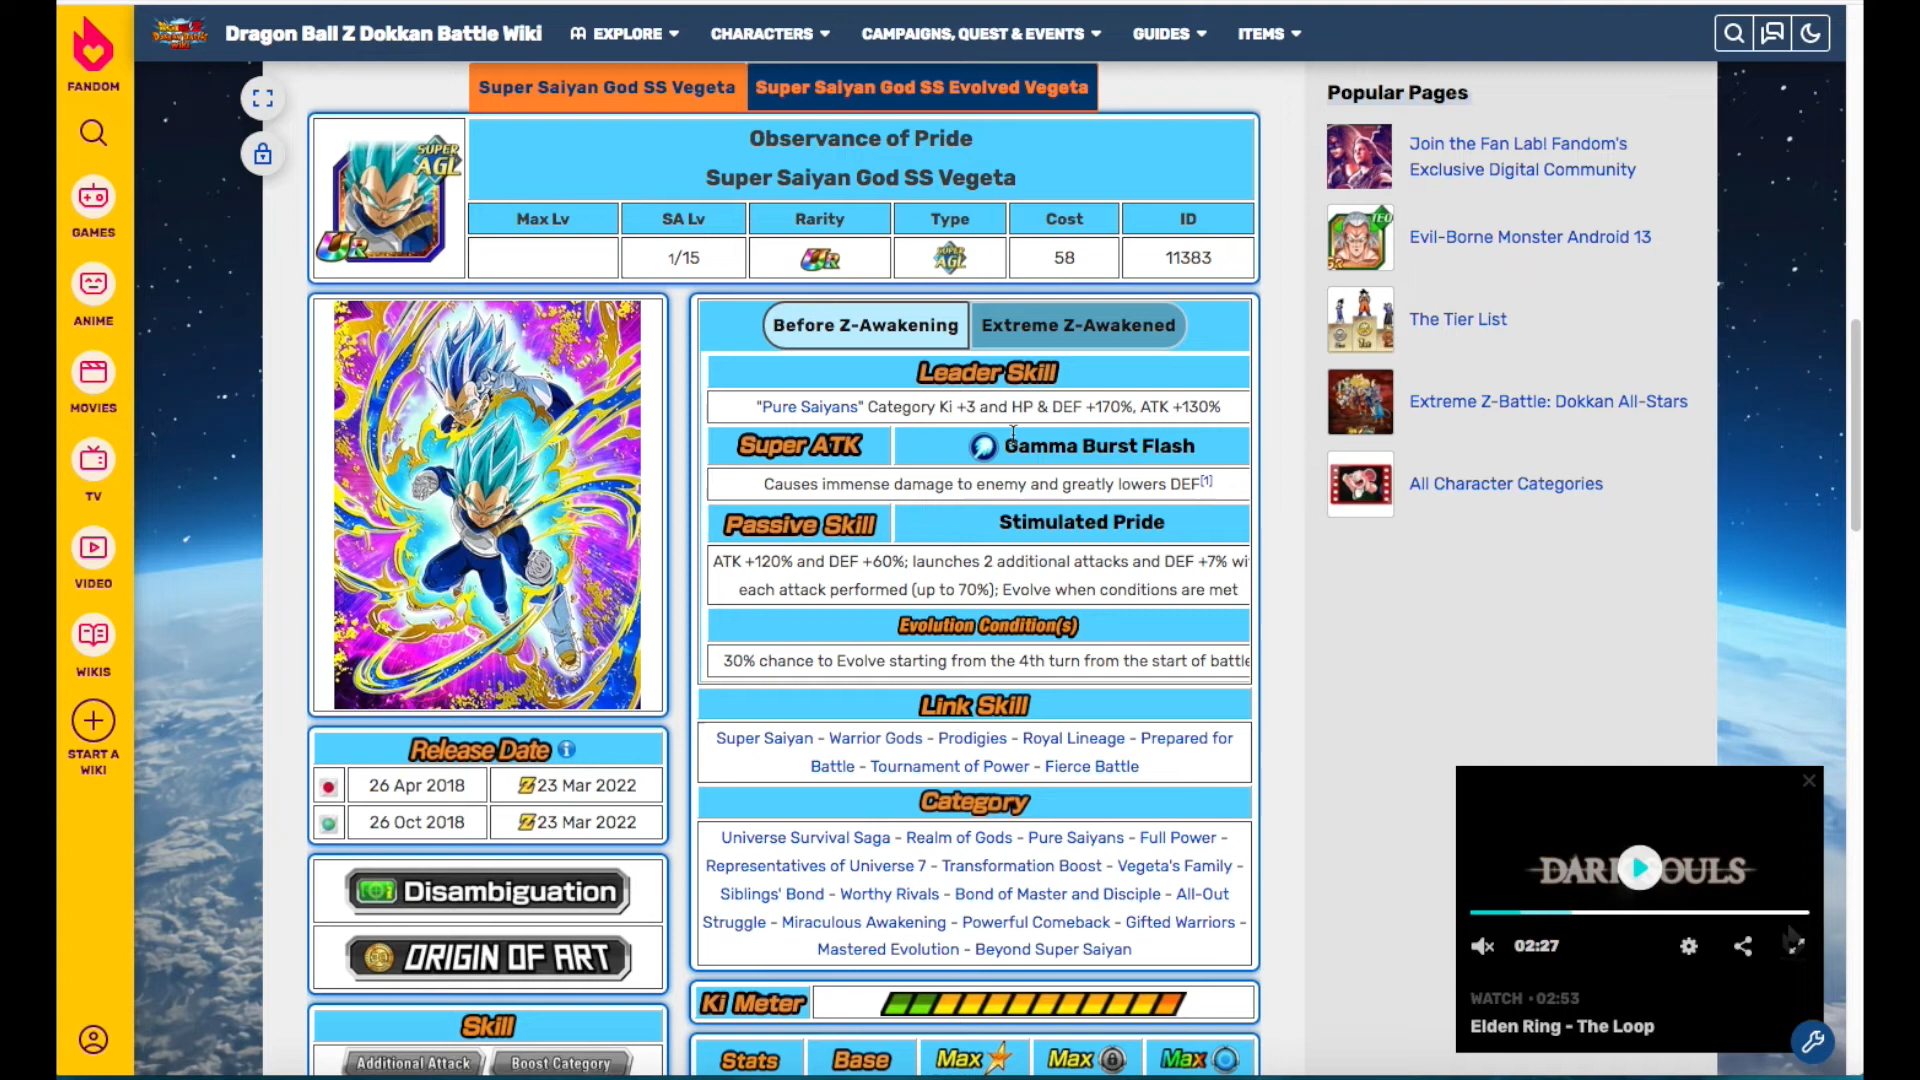 FANDOM
GAMES
ANIME
MOVIES
TV
VIDEO
WIKIS
START A
WIKI
Dragon Ball Z Dokkan Battle Wiki
EXPLORE
CHARACTERS
CAMPAIGNS, QUEST & EVENTS
GUIDES
ITEMS
Super Saiyan God SS Vegeta
Super Saiyan God SS Evolved Vegeta
SUPER
AGL
UR
Observance of Pride
Super Saiyan God SS Vegeta
Max Lv
SA Lv
Rarity
Type
Cost
ID
1/15
UR
SUPER
AGL
58
11383
Before Z-Awakening
Extreme Z-Awakened
Leader Skill
"Pure Saiyans" Category Ki +3 and HP & DEF +170%, ATK +130%
Super ATK
Gamma Burst Flash
Causes immense damage to enemy and greatly lowers DEF[1]
Passive Skill
Stimulated Pride
ATK +120% and DEF +60%; launches 2 additional attacks and DEF +7% wi
each attack performed (up to 70%); Evolve when conditions are met
Evolution Condition(s)
30% chance to Evolve starting from the 4th turn from the start of battle
Link Skill
Super Saiyan - Warrior Gods - Prodigies - Royal Lineage - Prepared for
Battle - Tournament of Power - Fierce Battle
Category
Universe Survival Saga - Realm of Gods - Pure Saiyans - Full Power -
Representatives of Universe 7 - Transformation Boost - Vegeta's Family -
Siblings' Bond - Worthy Rivals - Bond of Master and Disciple - All-Out
Struggle - Miraculous Awakening - Powerful Comeback - Gifted Warriors -
Mastered Evolution - Beyond Super Saiyan
Ki Meter
Stats
Base
Max
Max
Max
Release Date
26 Apr 2018
Z 23 Mar 2022
26 Oct 2018
Z 23 Mar 2022
Disambiguation
ORIGIN OF ART
Skill
Additional Attack
Boost Category
Popular Pages
Join the Fan Lab! Fandom's
Exclusive Digital Community
TEQ
SR
Evil-Borne Monster Android 13
The Tier List
Extreme Z-Battle: Dokkan All-Stars
All Character Categories
DARK SOULS
02:27
WATCH • 02:53
Elden Ring - The Loop